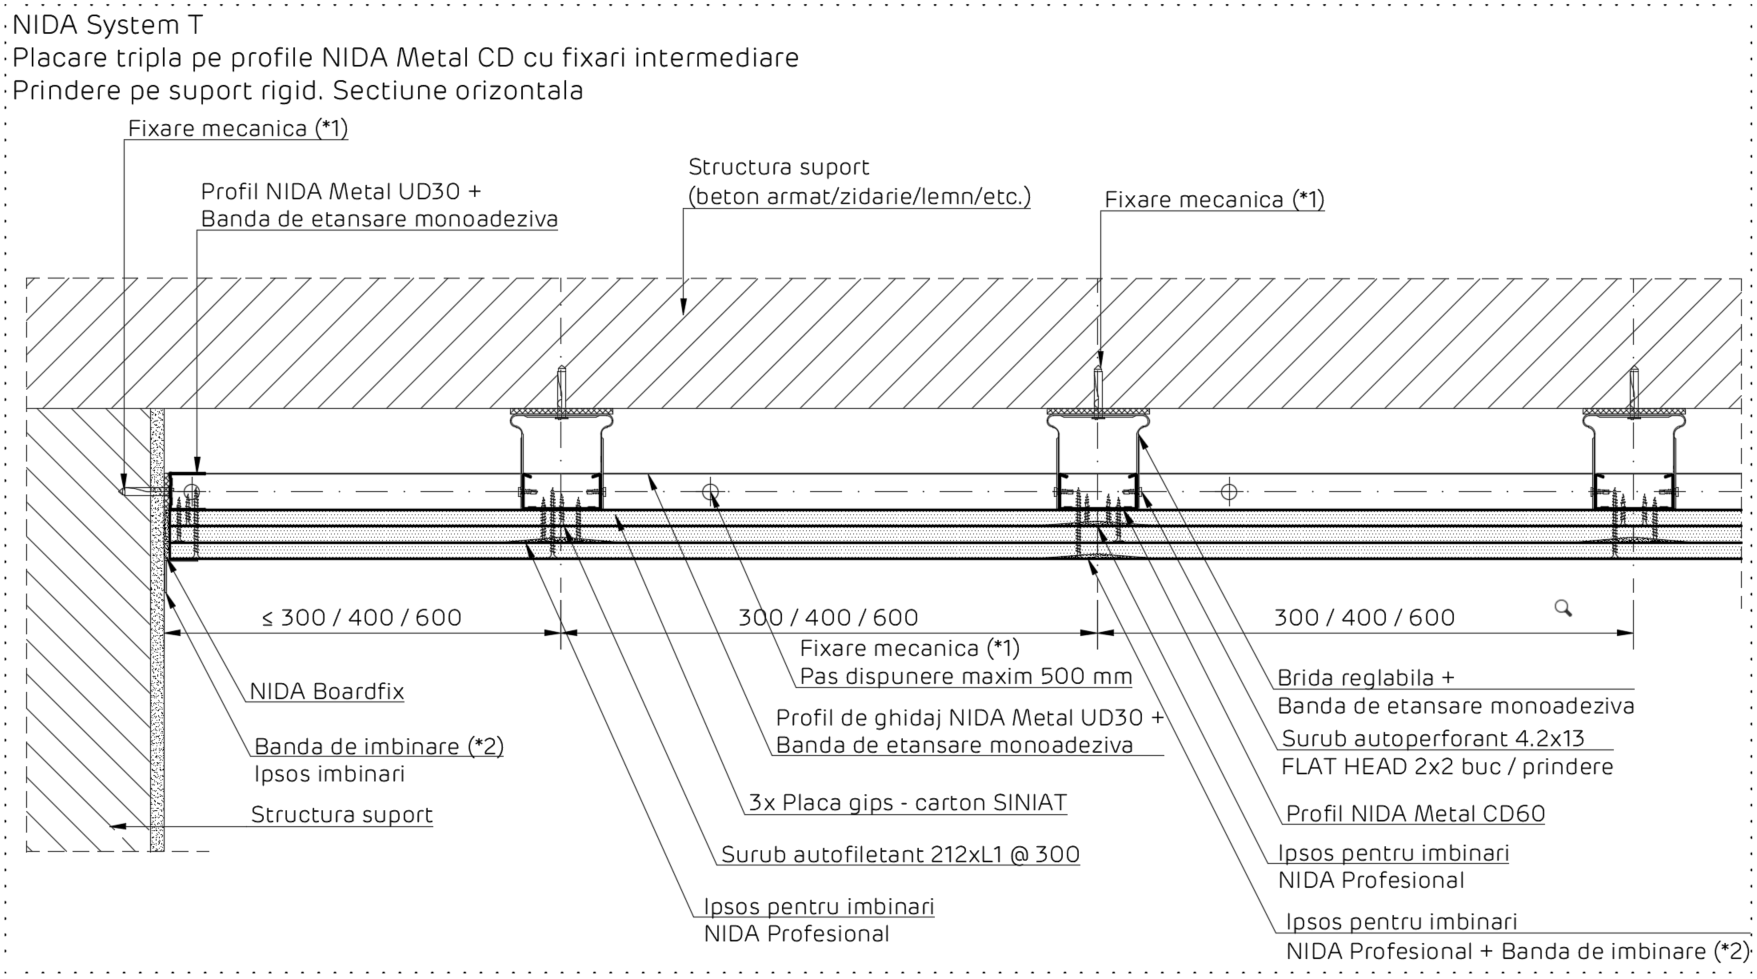 NIDA System T
Placare tripla pe profile NIDA Metal CD cu fixari intermediare
Prindere pe suport rigid. Sectiune orizontala
Fixare mecanica (*1)
Profil NIDA Metal UD30 +
Banda de etansare monoadeziva
Structura suport
(beton armat/zidarie/lemn/etc.)
Fixare mecanica (*1)
≤ 300 / 400 / 600
300 / 400 / 600
300 / 400 / 600
Fixare mecanica (*1)
Pas dispunere maxim 500 mm
NIDA Boardfix
Profil de ghidaj NIDA Metal UD30 +
Banda de etansare monoadeziva
Banda de imbinare (*2)
Ipsos imbinari
Structura suport
3x Placa gips - carton SINIAT
Surub autofiletant 212xL1 @ 300
Ipsos pentru imbinari
NIDA Profesional
Brida reglabila +
Banda de etansare monoadeziva
Surub autoperforant 4.2x13
FLAT HEAD 2x2 buc / prindere
Profil NIDA Metal CD60
Ipsos pentru imbinari
NIDA Profesional
Ipsos pentru imbinari
NIDA Profesional + Banda de imbinare (*2)